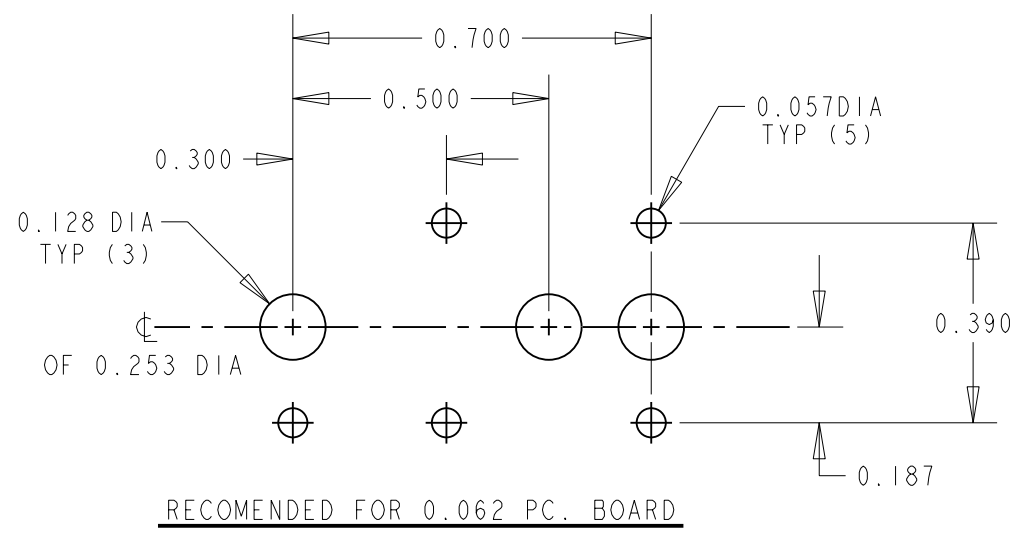 0.700
0.500
0.057DIA
TYP (5)
0.300
0.128 DIA
TYP (3)
℄
OF 0.253 DIA
0.390
0.187
RECOMENDED FOR 0.062 PC. BOARD